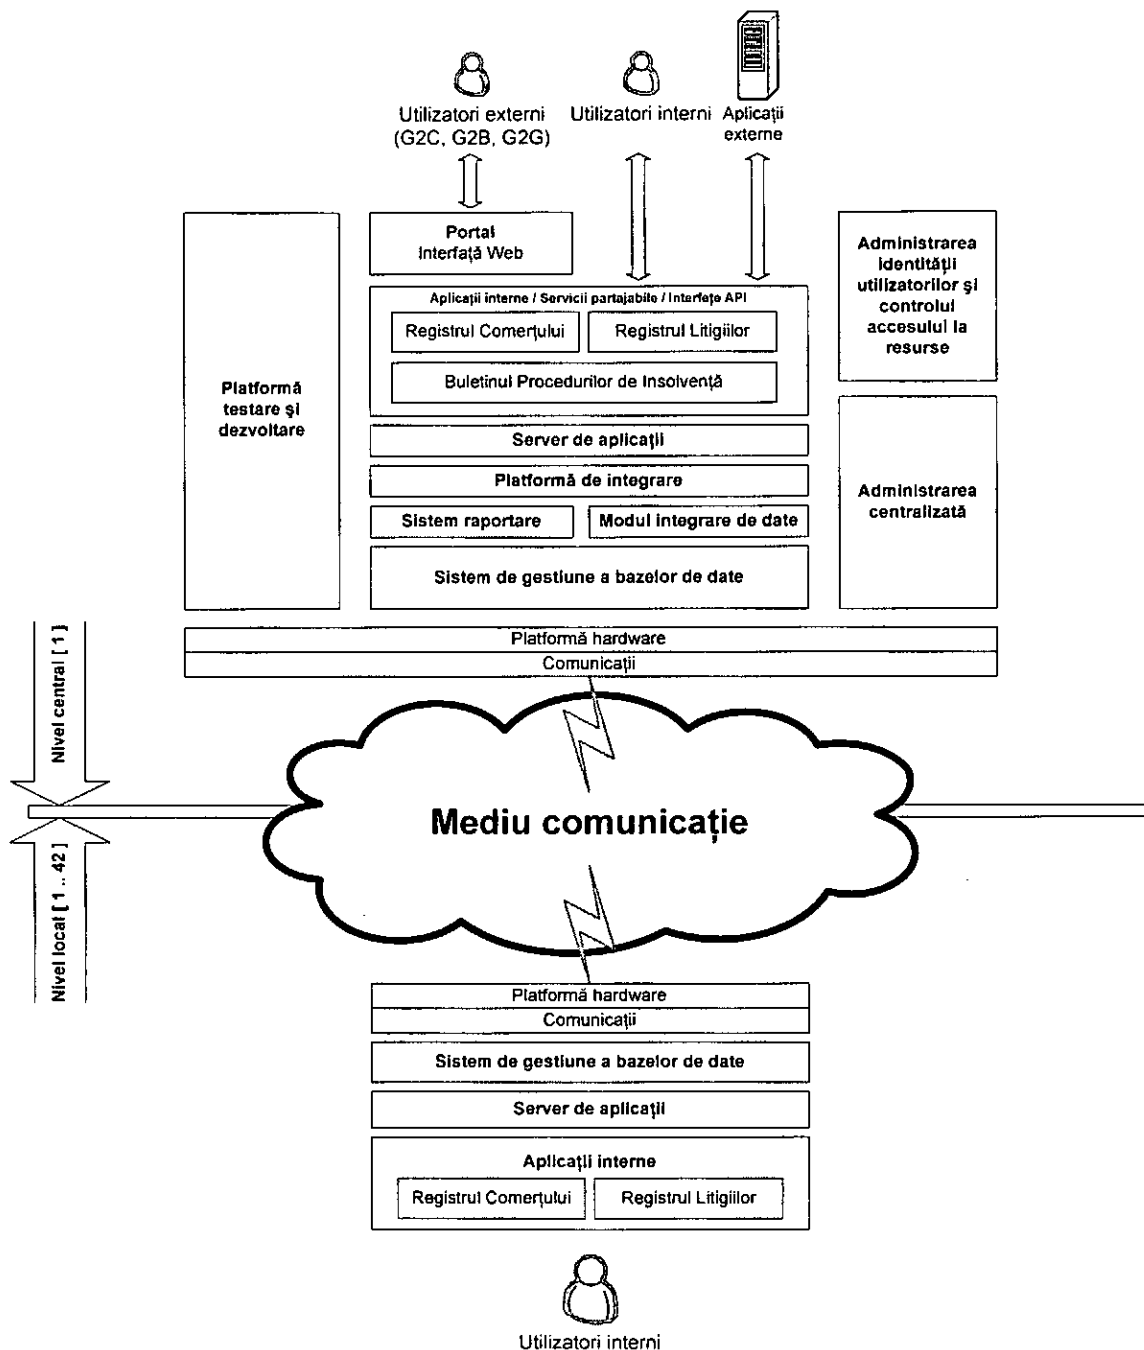 Utilizatori externi
(G2C, G2B, G2G)
Utilizatori interni
Aplicații
externe
Portal
Interfață Web
Administrarea
identității
utilizatorilor și
controlul
accesului la
resurse
Aplicații interne / Servicii partajabile / Interfețe API
Registrul Comerțului
Registrul Litigiilor
Buletinul Procedurilor de Insolvență
Platformă
testare și
dezvoltare
Server de aplicații
Platformă de integrare
Administrarea
centralizată
Sistem raportare
Modul integrare de date
Sistem de gestiune a bazelor de date
Platformă hardware
Comunicații
Nivel central [ 1 ]
Mediu comunicație
Nivel local [ 1 .. 42 ]
Platformă hardware
Comunicații
Sistem de gestiune a bazelor de date
Server de aplicații
Aplicații interne
Registrul Comerțului
Registrul Litigiilor
Utilizatori interni